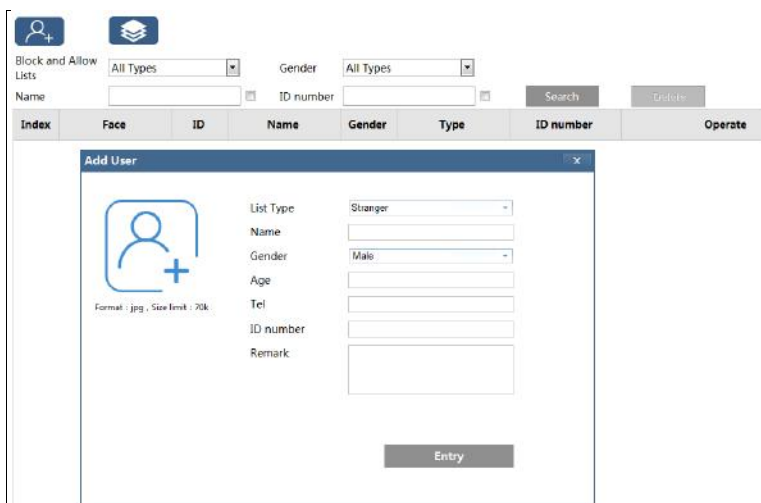 Block and Allow Lists All Types Gender All Types
Name ID number Search Delete
Index Face ID Name Gender Type ID number Operate
Add User x
List Type Stranger
Name
Gender Male
Age
Format : jpg , Size limit : 70k Tel
ID number
Remark
Entry